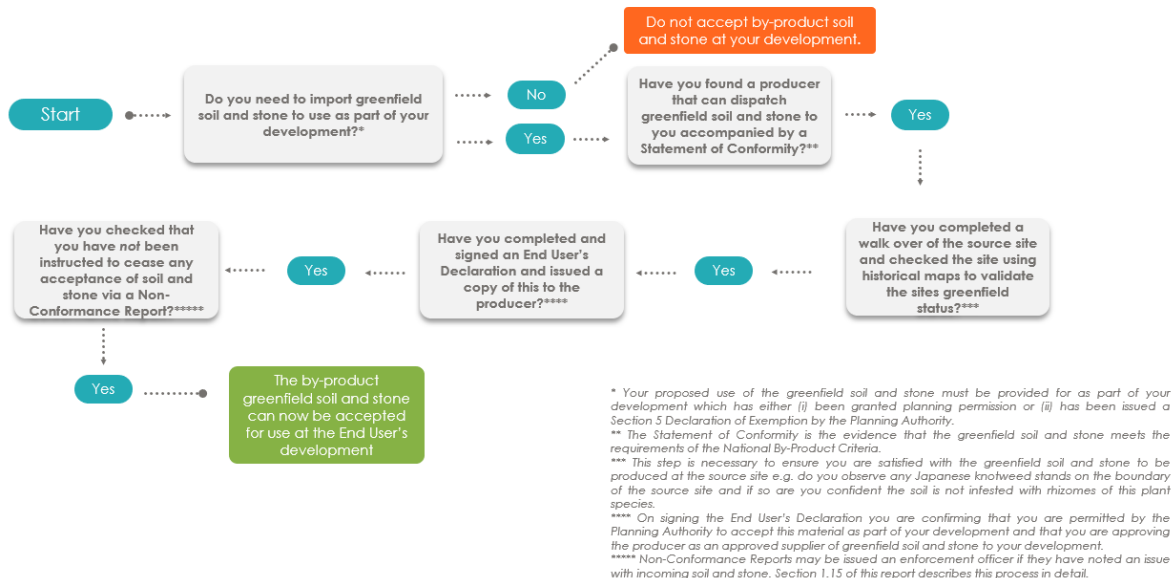 Do not accept by-product soil
and stone at your development.
Start
Do you need to import greenfield
soil and stone to use as part of your
development?*
No
Yes
Have you found a producer
that can dispatch
greenfield soil and stone to
you accompanied by a
Statement of Conformity?**
Yes
Have you completed a
walk over of the source site
and checked the site using
historical maps to validate
the sites greenfield
status?***
Yes
Have you completed and
signed an End User's
Declaration and issued a
copy of this to the
producer?****
Yes
Have you checked that
you have not been
instructed to cease any
acceptance of soil and
stone via a Non-
Conformance Report?*****
Yes
The by-product
greenfield soil and stone
can now be accepted
for use at the End User's
development
* Your proposed use of the greenfield soil and stone must be provided for as part of your
development which has either (i) been granted planning permission or (ii) has been issued a
Section 5 Declaration of Exemption by the Planning Authority.
** The Statement of Conformity is the evidence that the greenfield soil and stone meets the
requirements of the National By-Product Criteria.
*** This step is necessary to ensure you are satisfied with the greenfield soil and stone to be
produced at the source site e.g. do you observe any Japanese knotweed stands on the boundary
of the source site and if so are you confident the soil is not infested with rhizomes of this plant
species.
**** On signing the End User's Declaration you are confirming that you are permitted by the
Planning Authority to accept this material as part of your development and that you are approving
the producer as an approved supplier of greenfield soil and stone to your development.
***** Non-Conformance Reports may be issued an enforcement officer if they have noted an issue
with incoming soil and stone. Section 1.15 of this report describes this process in detail.